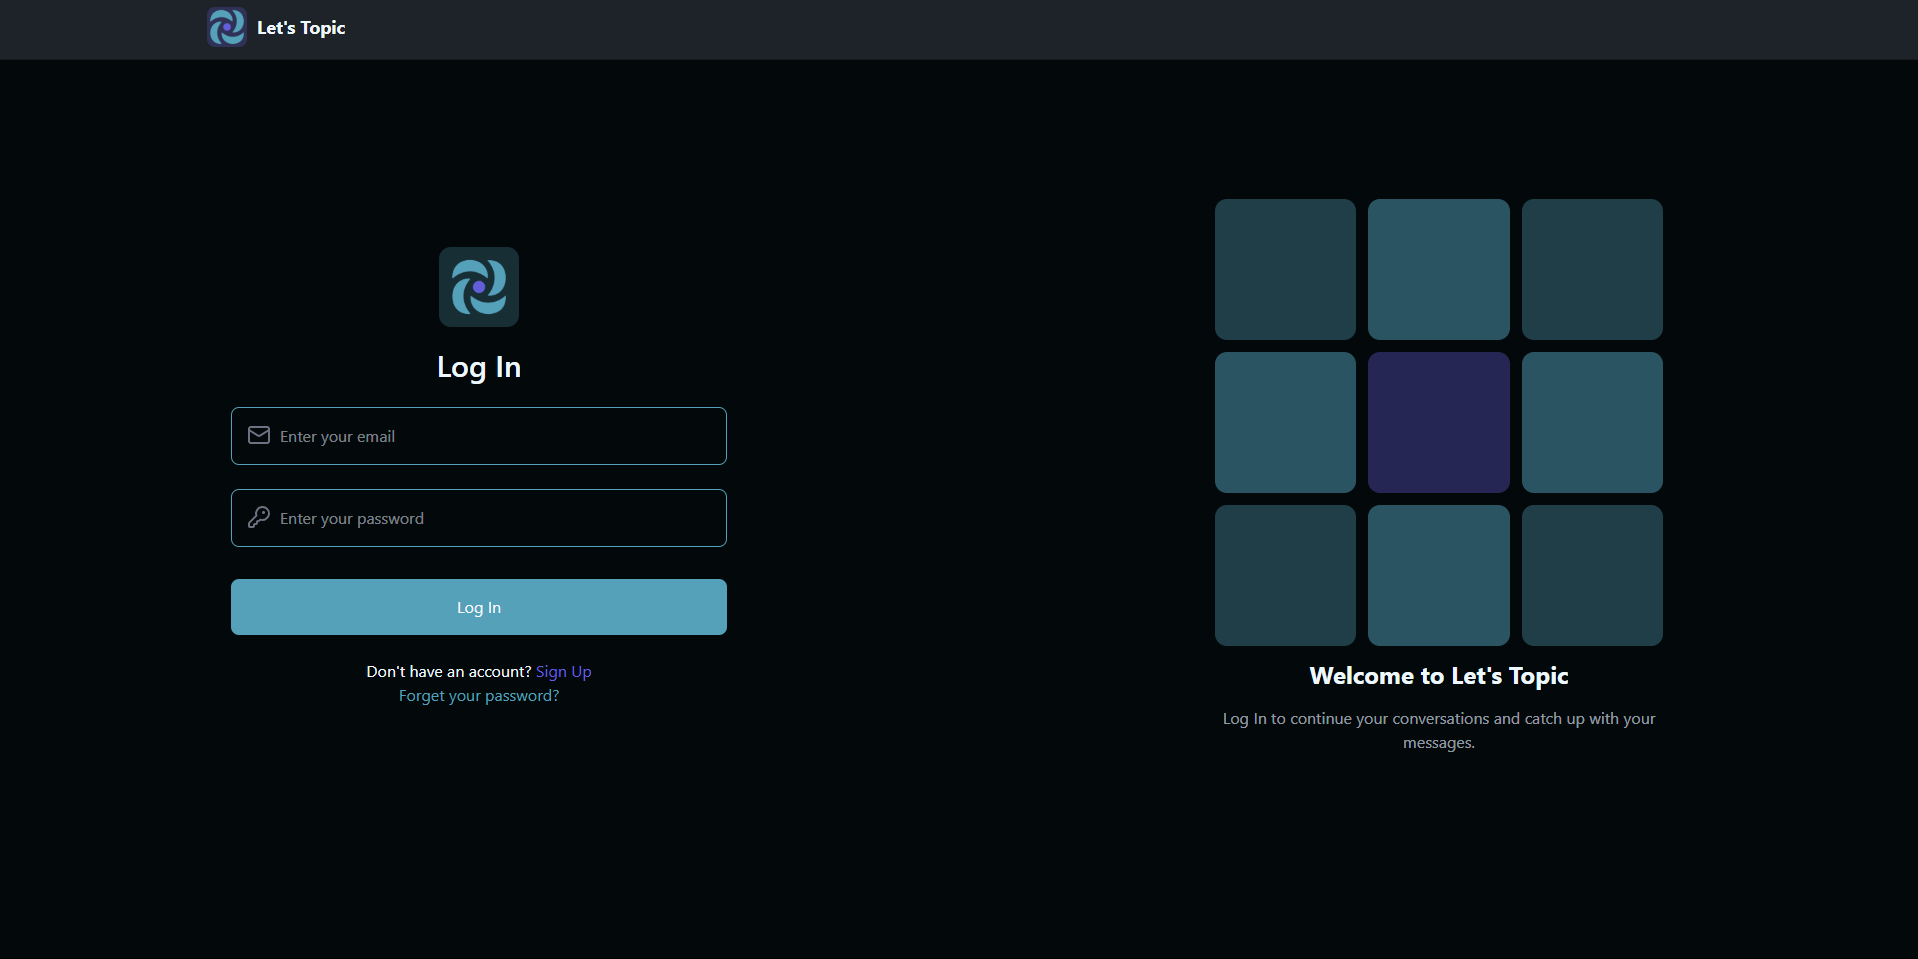 Let's Topic
Log In
Enter your email
Enter your password
Log In
Don't have an account? Sign Up
Forget your password?
Welcome to Let's Topic
Log In to continue your conversations and catch up with your
messages.